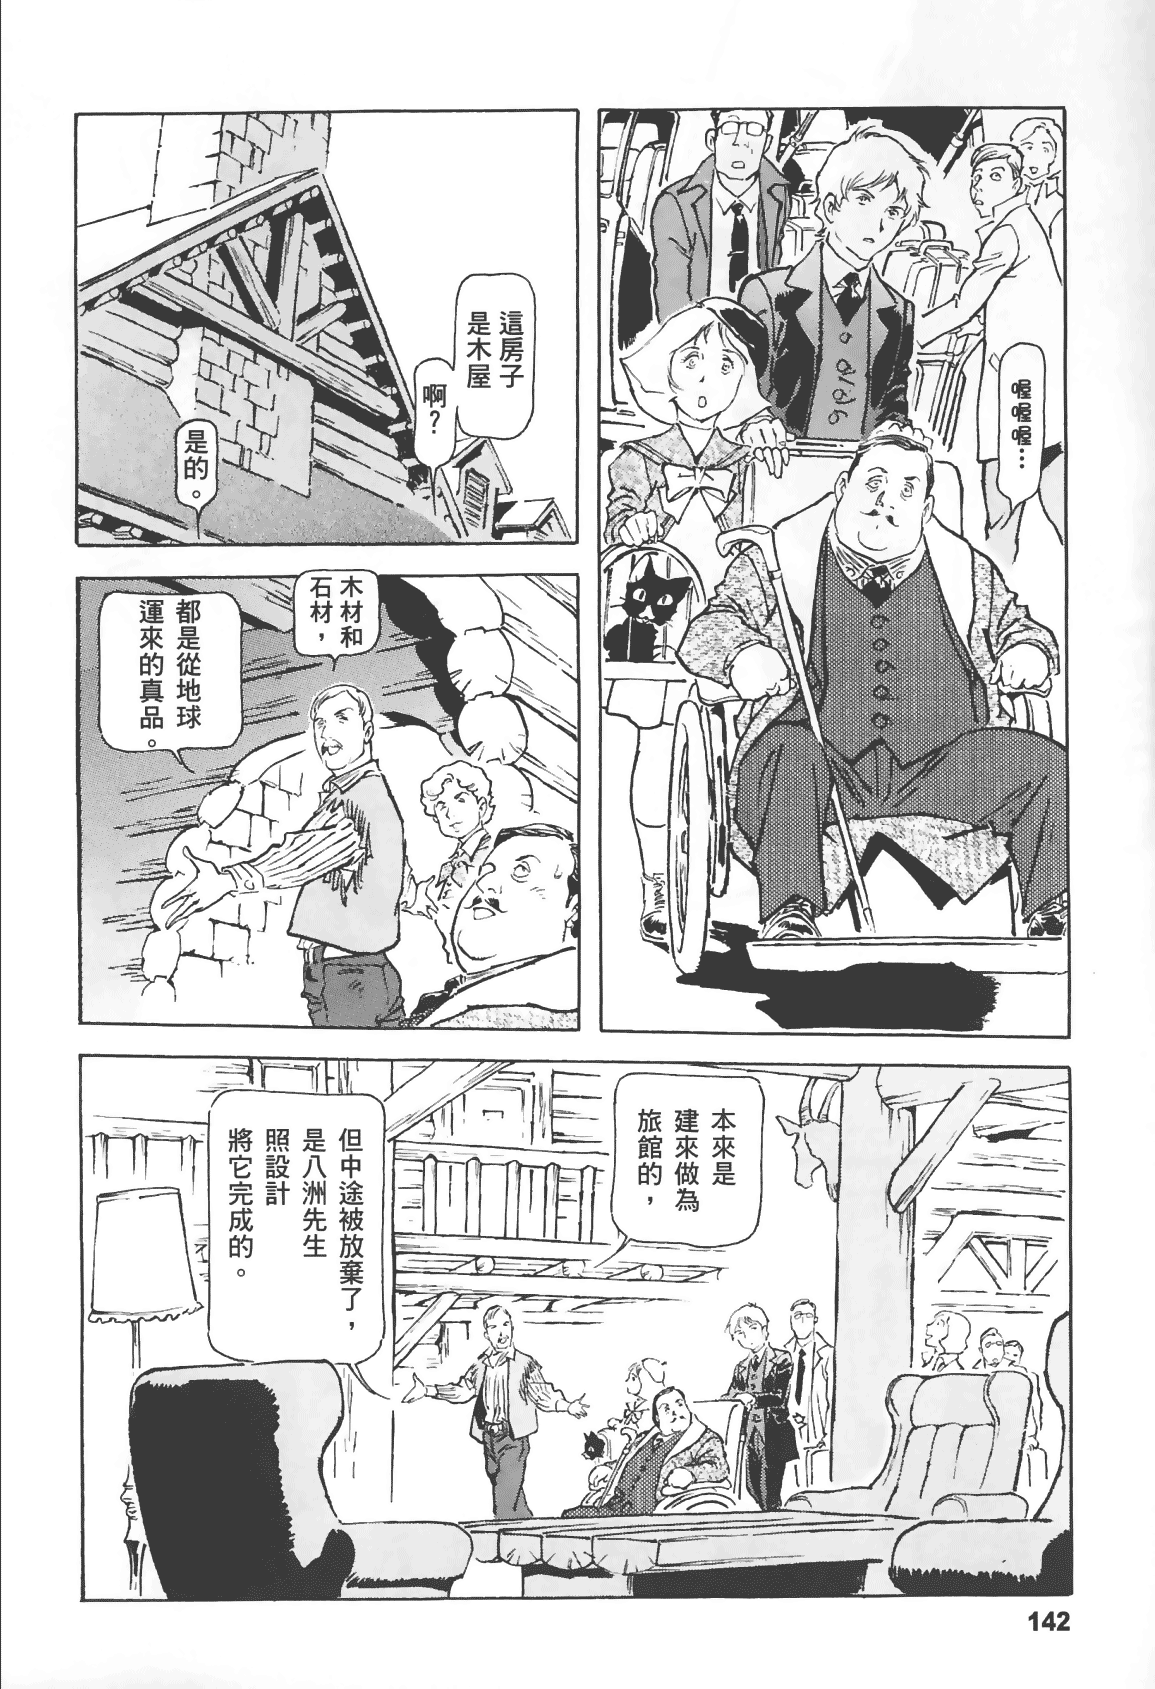 喔喔喔…
這房子
是木屋
啊?
是的。
木材和
石材,
都是從地球
運來的真品。
本來是
建來做為
旅館的,
但中途被放棄了,
是八洲先生
照設計
將它完成的。
142